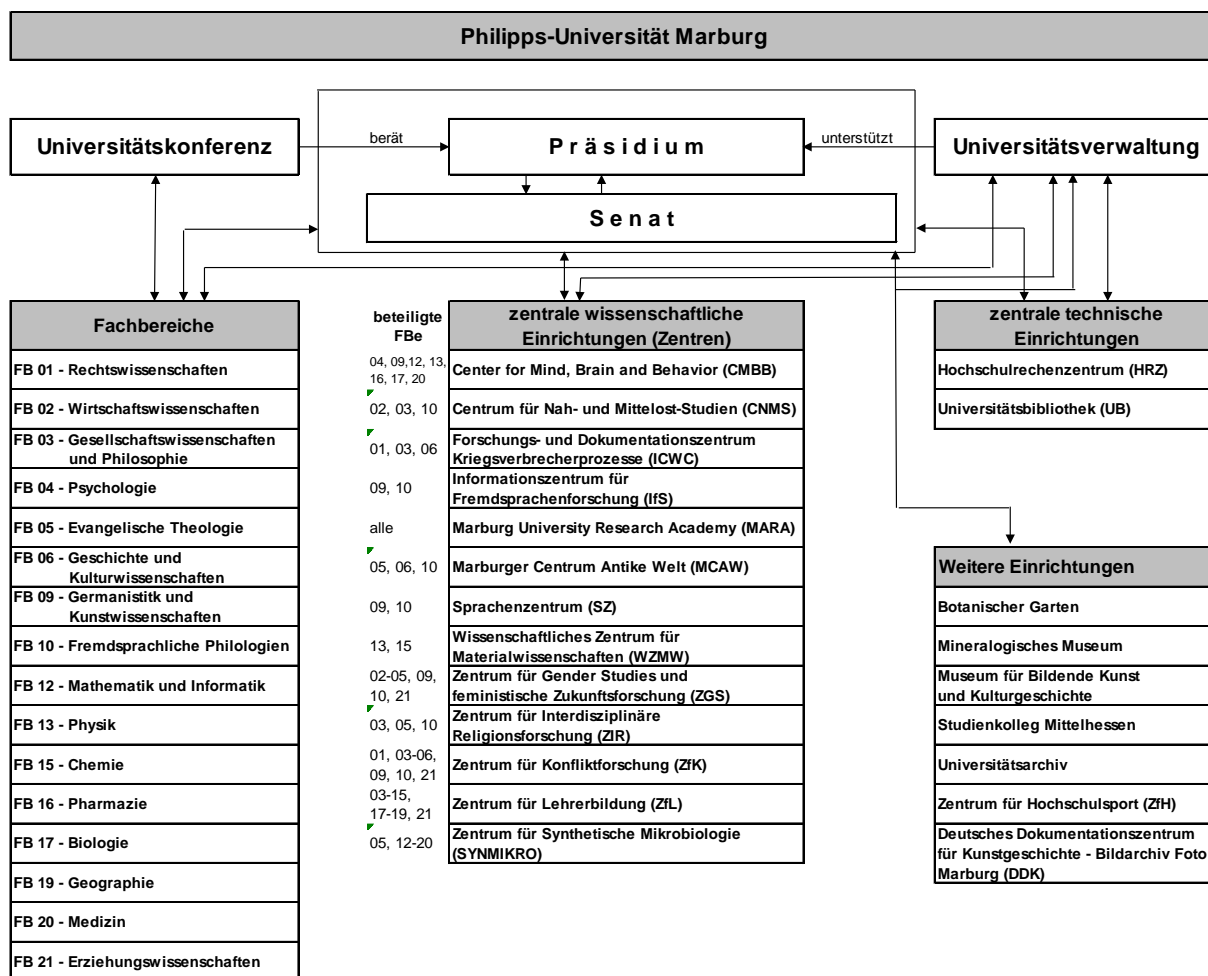 Philipps-Universität Marburg
Universitätskonferenz
berät
P r ä s i d i u m
unterstützt
Universitätsverwaltung
S e n a t
Fachbereiche
FB 01 - Rechtswissenschaften
FB 02 - Wirtschaftswissenschaften
FB 03 - Gesellschaftswissenschaften
und Philosophie
FB 04 - Psychologie
FB 05 - Evangelische Theologie
FB 06 - Geschichte und
Kulturwissenschaften
FB 09 - Germanistitk und
Kunstwissenschaften
FB 10 - Fremdsprachliche Philologien
FB 12 - Mathematik und Informatik
FB 13 - Physik
FB 15 - Chemie
FB 16 - Pharmazie
FB 17 - Biologie
FB 19 - Geographie
FB 20 - Medizin
FB 21 - Erziehungswissenschaften
beteiligte
FBe
zentrale wissenschaftliche
Einrichtungen (Zentren)
04, 09,12, 13,
16, 17, 20
Center for Mind, Brain and Behavior (CMBB)
02, 03, 10
Centrum für Nah- und Mittelost-Studien (CNMS)
01, 03, 06
Forschungs- und Dokumentationszentrum
Kriegsverbrecherprozesse (ICWC)
09, 10
Informationszentrum für
Fremdsprachenforschung (IfS)
alle
Marburg University Research Academy (MARA)
05, 06, 10
Marburger Centrum Antike Welt (MCAW)
09, 10
Sprachenzentrum (SZ)
13, 15
Wissenschaftliches Zentrum für
Materialwissenschaften (WZMW)
02-05, 09,
10, 21
Zentrum für Gender Studies und
feministische Zukunftsforschung (ZGS)
03, 05, 10
Zentrum für Interdisziplinäre
Religionsforschung (ZIR)
01, 03-06,
09, 10, 21
Zentrum für Konfliktforschung (ZfK)
03-15,
17-19, 21
Zentrum für Lehrerbildung (ZfL)
05, 12-20
Zentrum für Synthetische Mikrobiologie
(SYNMIKRO)
zentrale technische
Einrichtungen
Hochschulrechenzentrum (HRZ)
Universitätsbibliothek (UB)
Weitere Einrichtungen
Botanischer Garten
Mineralogisches Museum
Museum für Bildende Kunst
und Kulturgeschichte
Studienkolleg Mittelhessen
Universitätsarchiv
Zentrum für Hochschulsport (ZfH)
Deutsches Dokumentationszentrum
für Kunstgeschichte - Bildarchiv Foto
Marburg (DDK)